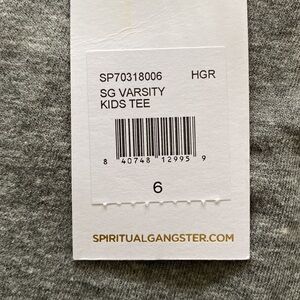 SP70318006 HGR
SG VARSITY
KIDS TEE
8 40748 12995 9
6
SPIRITUALGANGSTER.COM